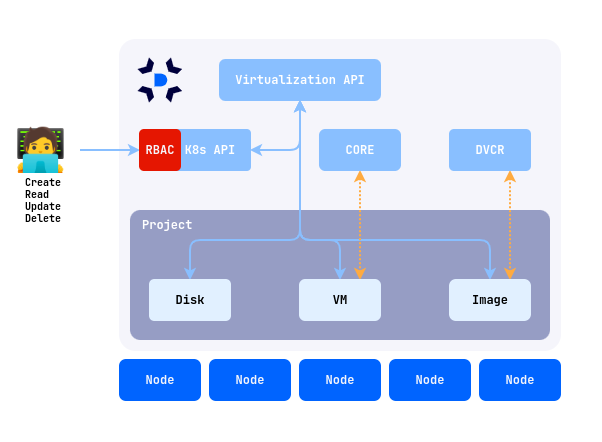 Virtualization API
RBAC
K8s API
CORE
DVCR
Create
Read
Update
Delete
Project
Disk
VM
Image
Node
Node
Node
Node
Node